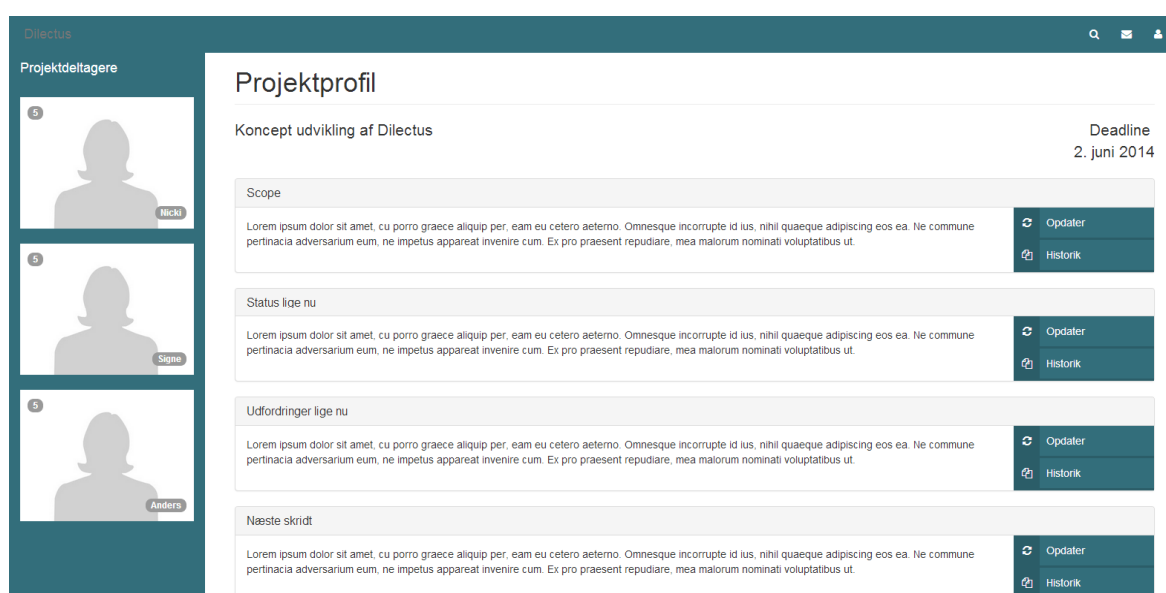 Dilectus
Projektdeltagere
5
Nicki
5
Signe
5
Anders
Projektprofil
Koncept udvikling af Dilectus
Deadline
2. juni 2014
Scope
Lorem ipsum dolor sit amet, cu porro graece aliquip per, eam eu cetero aeterno. Omnesque incorrupte id ius, nihil quaeque adipiscing eos ea. Ne commune
pertinacia adversarium eum, ne impetus appareat invenire cum. Ex pro praesent repudiare, mea malorum nominati voluptatibus ut.
Opdater
Historik
Status lige nu
Lorem ipsum dolor sit amet, cu porro graece aliquip per, eam eu cetero aeterno. Omnesque incorrupte id ius, nihil quaeque adipiscing eos ea. Ne commune
pertinacia adversarium eum, ne impetus appareat invenire cum. Ex pro praesent repudiare, mea malorum nominati voluptatibus ut.
Opdater
Historik
Udfordringer lige nu
Lorem ipsum dolor sit amet, cu porro graece aliquip per, eam eu cetero aeterno. Omnesque incorrupte id ius, nihil quaeque adipiscing eos ea. Ne commune
pertinacia adversarium eum, ne impetus appareat invenire cum. Ex pro praesent repudiare, mea malorum nominati voluptatibus ut.
Opdater
Historik
Næste skridt
Lorem ipsum dolor sit amet, cu porro graece aliquip per, eam eu cetero aeterno. Omnesque incorrupte id ius, nihil quaeque adipiscing eos ea. Ne commune
pertinacia adversarium eum, ne impetus appareat invenire cum. Ex pro praesent repudiare, mea malorum nominati voluptatibus ut.
Opdater
Historik